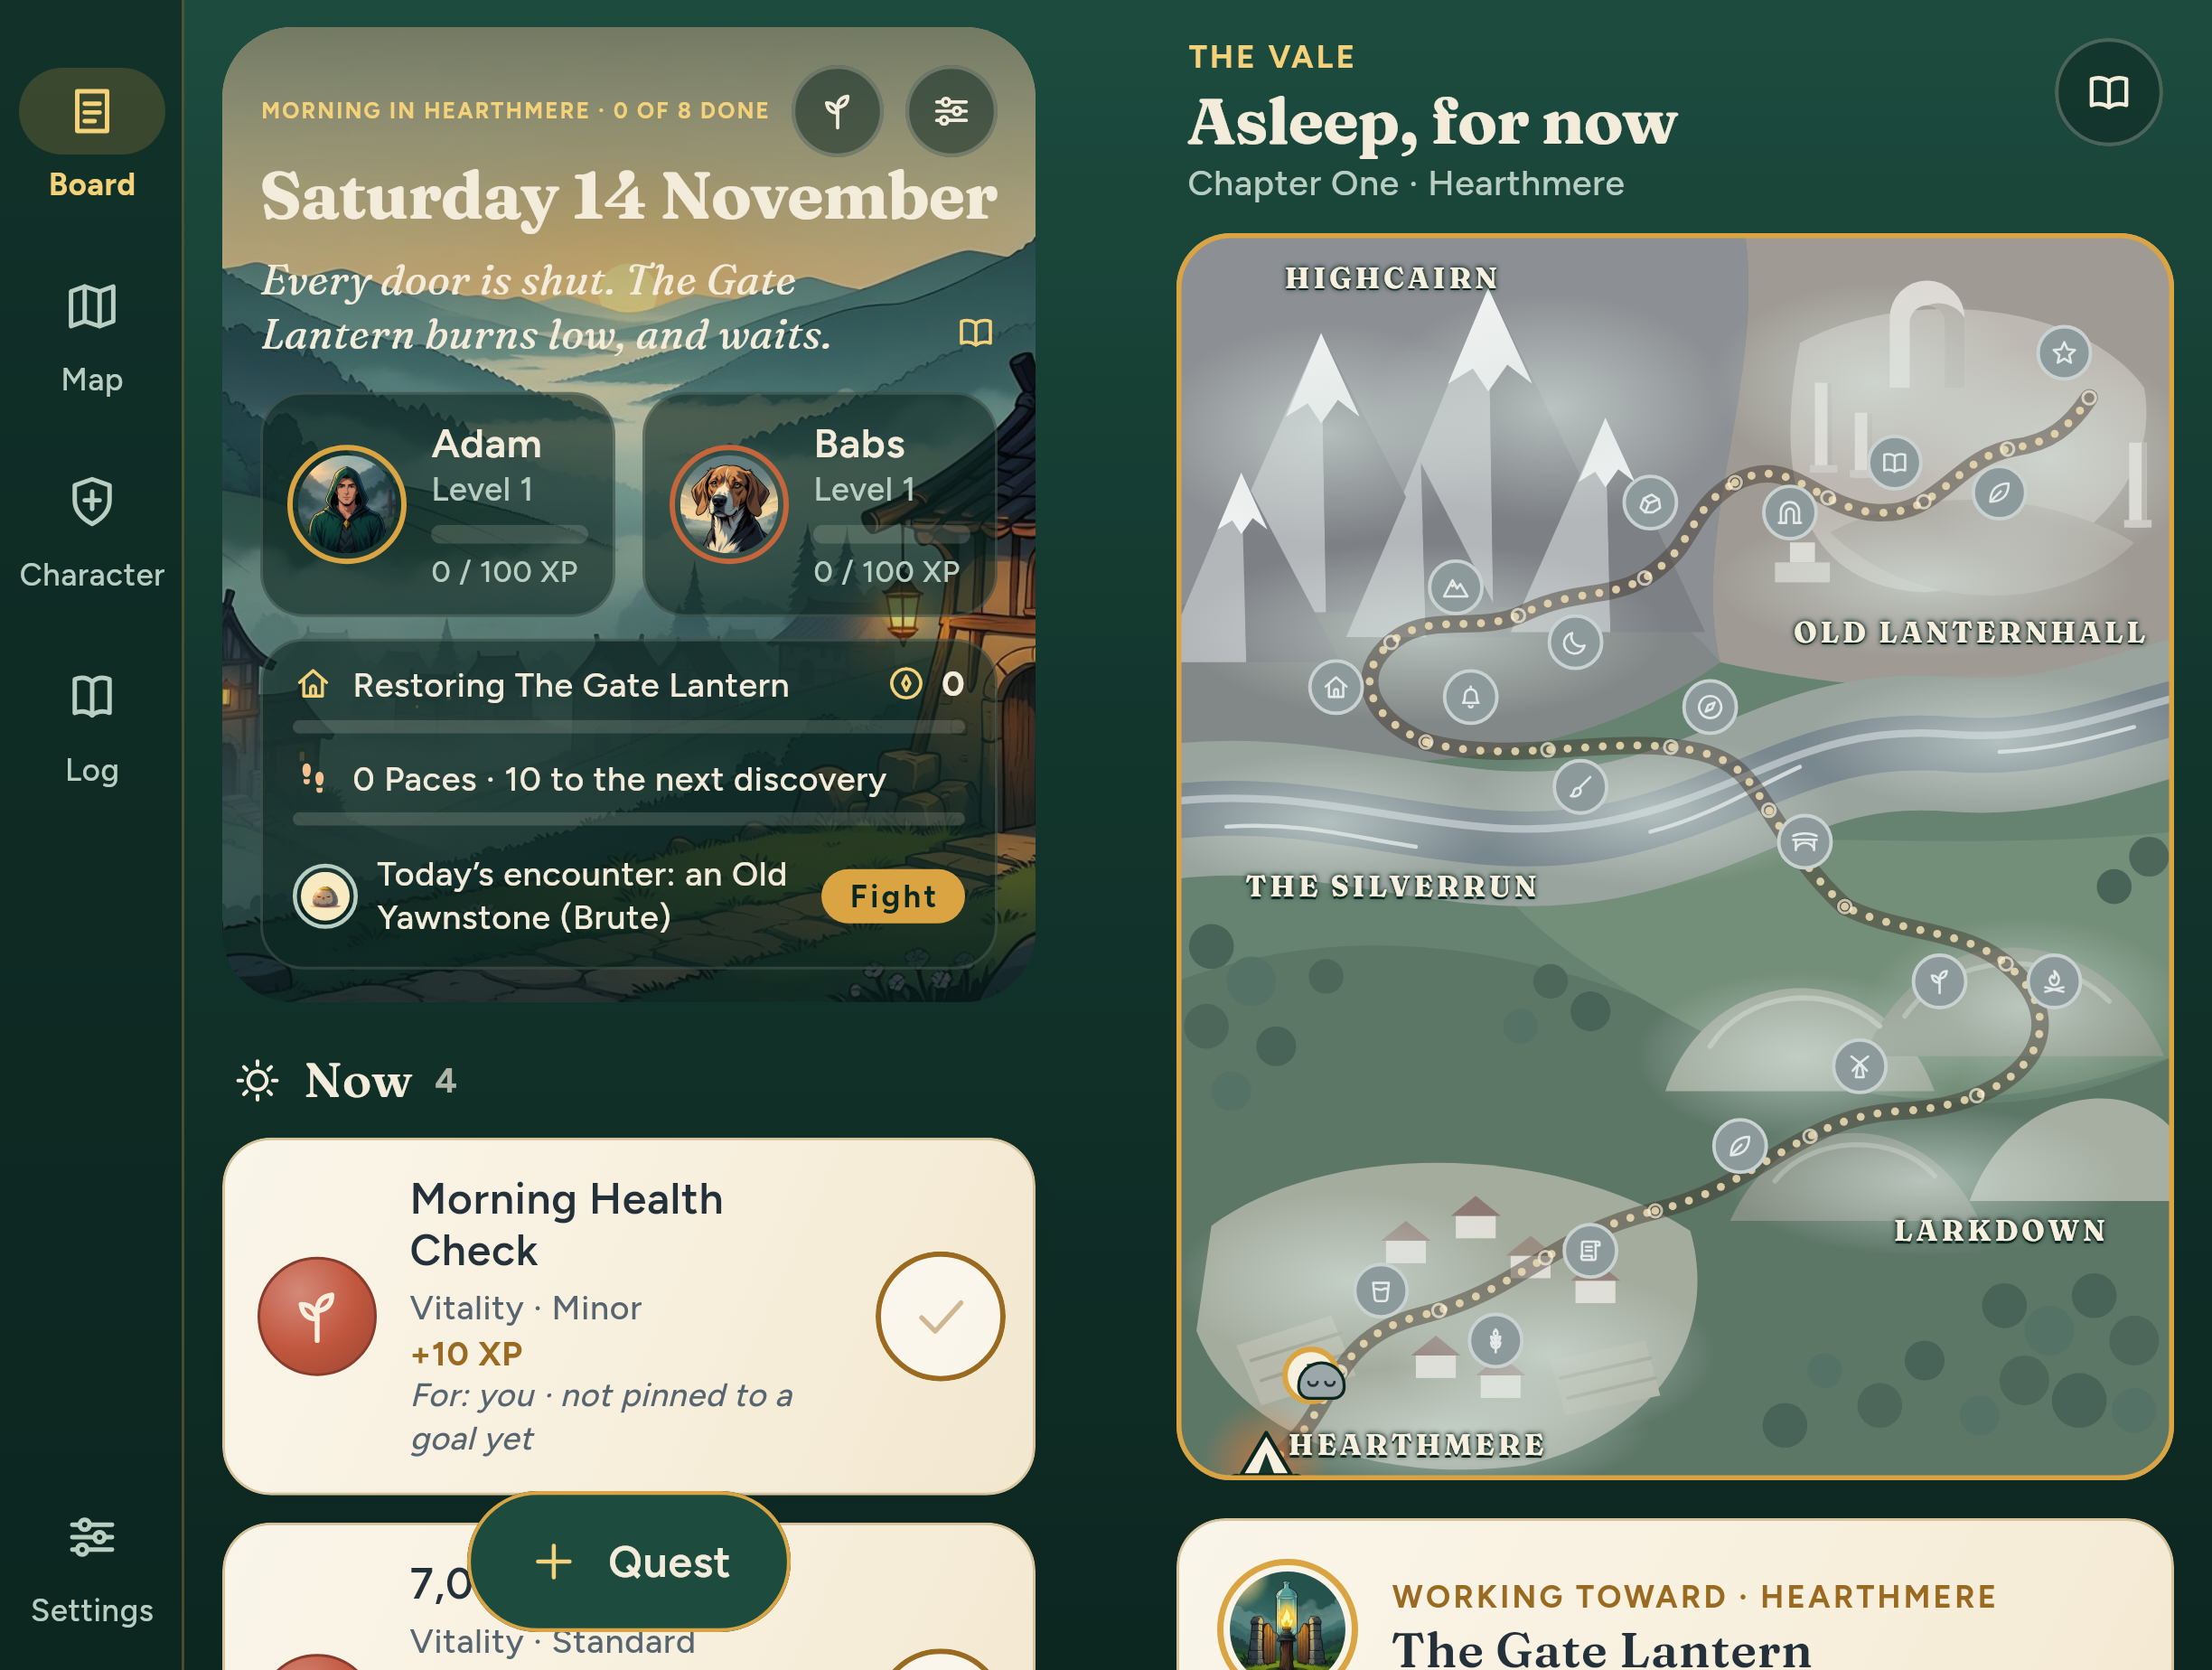 Board
Map
Character
Log
Settings
MORNING IN HEARTHMERE · 0 OF 8 DONE
Saturday 14 November
Every door is shut. The Gate
Lantern burns low, and waits.
Adam
Level 1
0 / 100 XP
Babs
Level 1
0 / 100 XP
Restoring The Gate Lantern
0
0 Paces · 10 to the next discovery
Today’s encounter: an Old
Yawnstone (Brute)
Fight
Now 4
Morning Health
Check
Vitality · Minor
+10 XP
For: you · not pinned to a
goal yet
7,0
Vitality · Standard
Quest
THE VALE
Asleep, for now
Chapter One · Hearthmere
HIGHCAIRN
OLD LANTERNHALL
THE SILVERRUN
LARKDOWN
HEARTHMERE
WORKING TOWARD · HEARTHMERE
The Gate Lantern